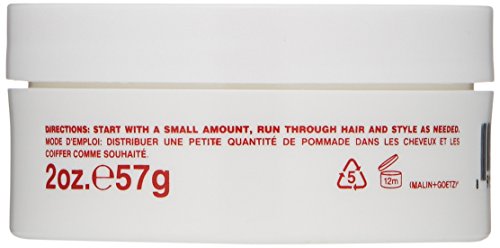 DIRECTIONS: START WITH A SMALL AMOUNT, RUN THROUGH HAIR AND STYLE AS NEEDED.
MODE D'EMPLOI: DISTRIBUER UNE PETITE QUANTITÉ DE POMMADE DANS LES CHEVEUX ET LES
COIFFER COMME SOUHAITÉ.
2oz.℮57g
5
12m
(MALIN+GOETZ)